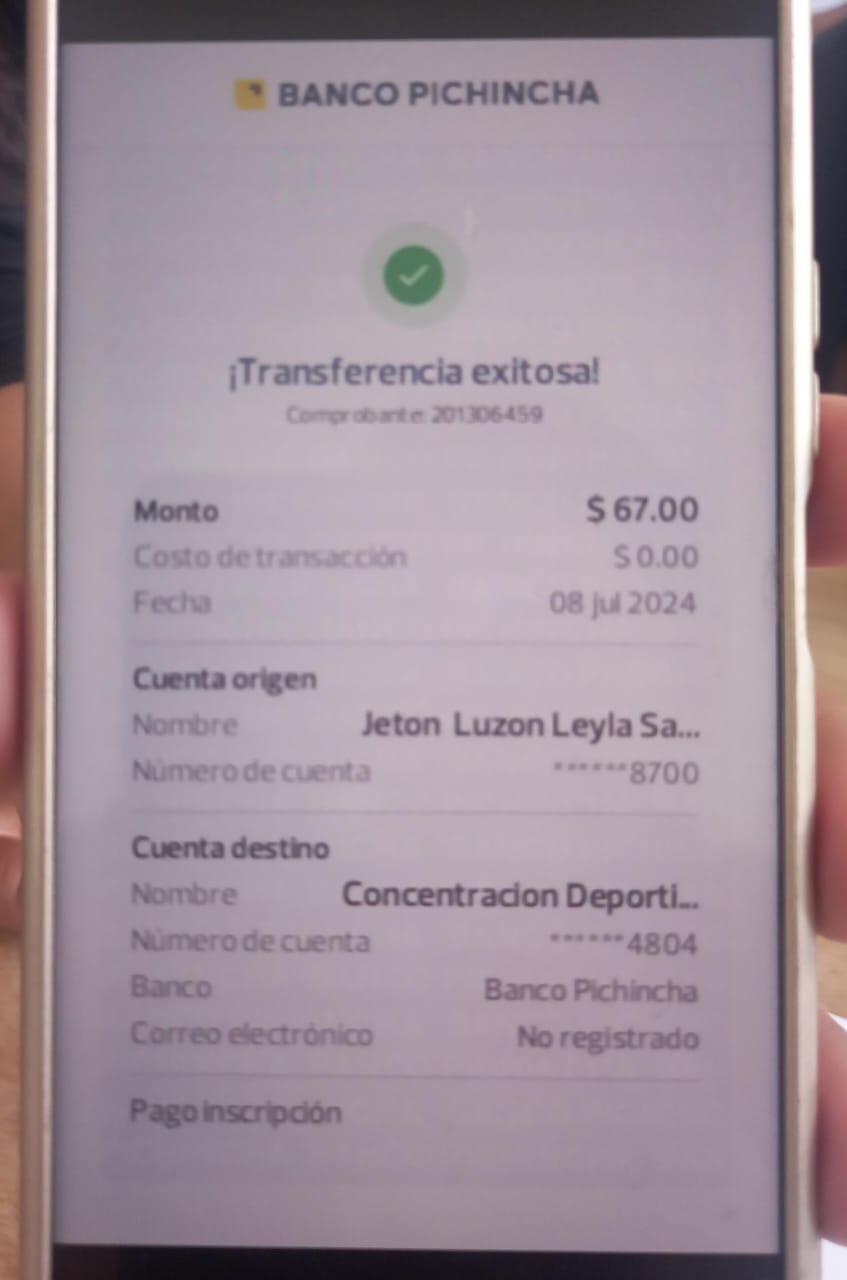 BANCO PICHINCHA
¡Transferencia exitosa!
Comprobante: 201306459
Monto $ 67.00
Costo de transacción $ 0.00
Fecha 08 jul 2024
Cuenta origen
Nombre Jeton Luzon Leyla Sa...
Número de cuenta ******8700
Cuenta destino
Nombre Concentracion Deporti...
Número de cuenta ******4804
Banco Banco Pichincha
Correo electrónico No registrado
Pago inscripción